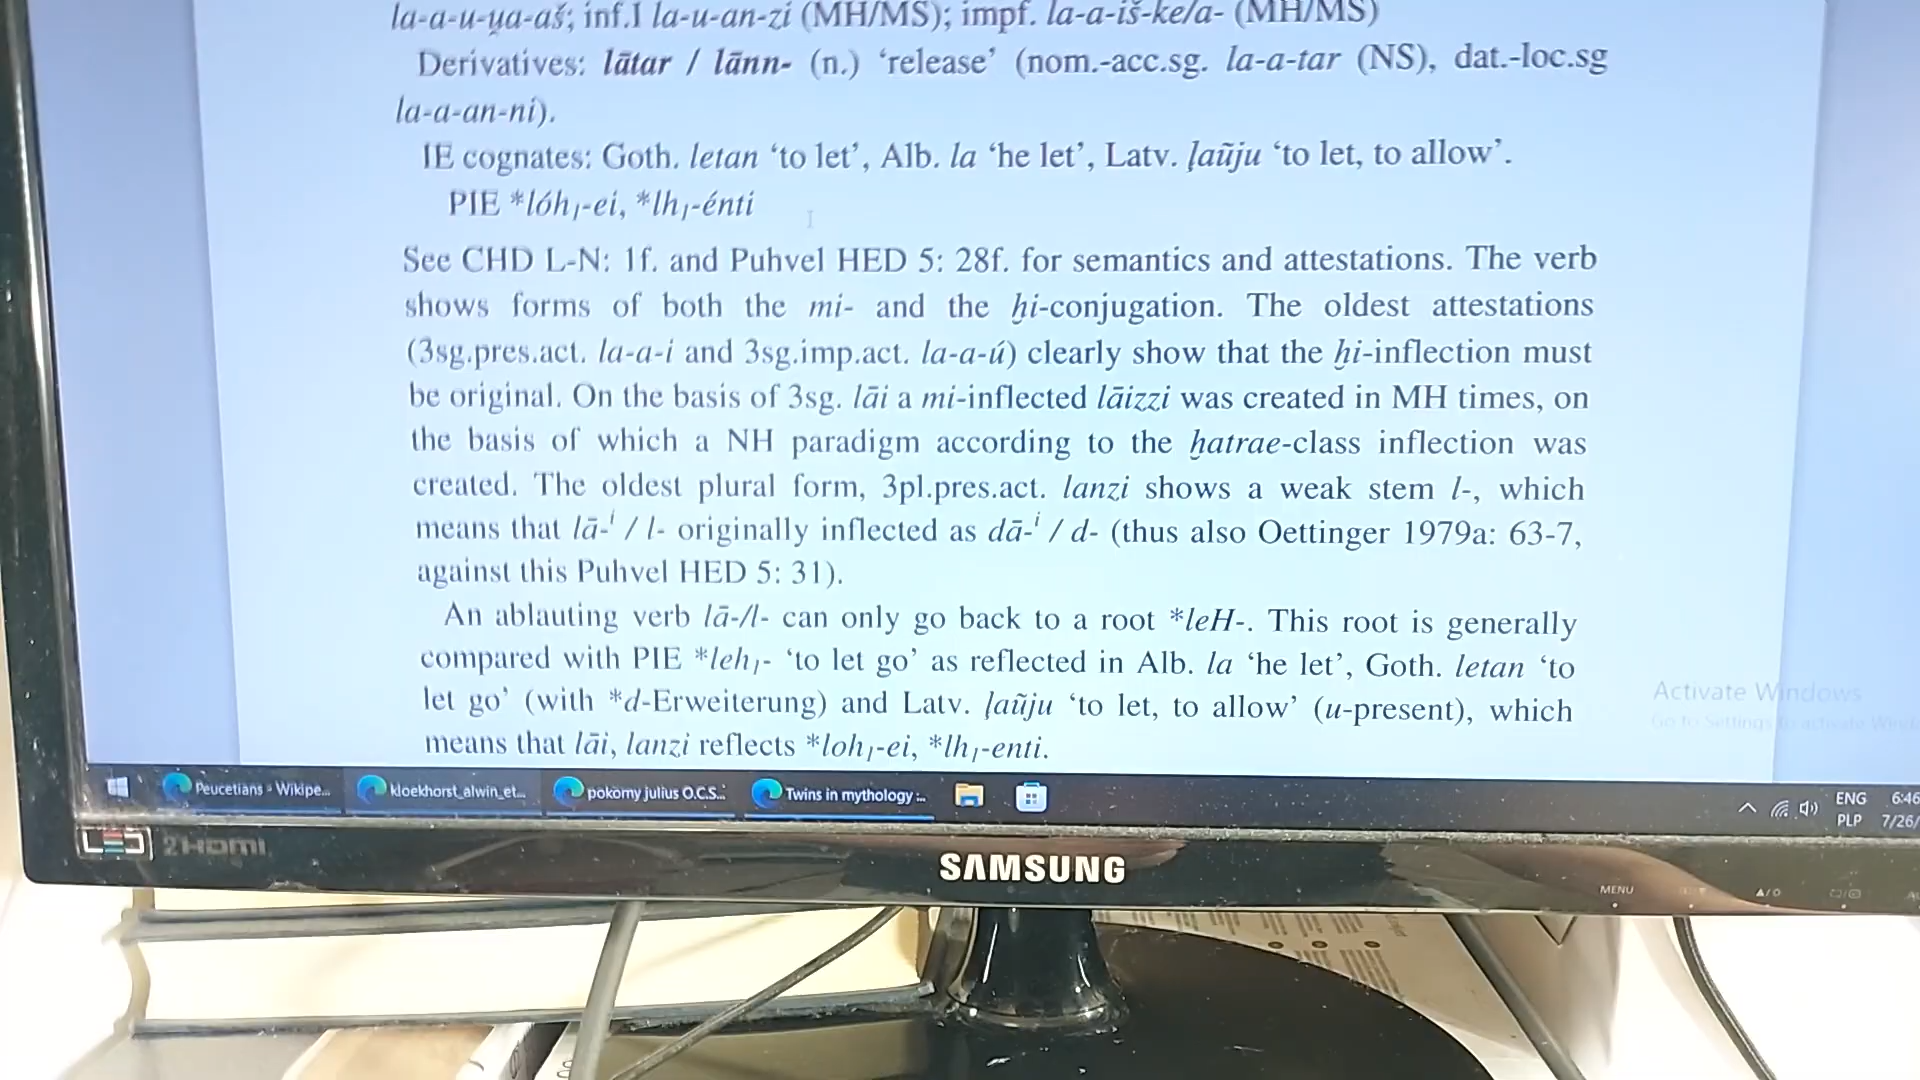 la-a-u-u̯a-aš; inf.I la-u-an-zi (MH/MS); impf. la-a-iš-ke/a- (MH/MS)
Derivatives: lātar / lānn- (n.) ‘release’ (nom.-acc.sg. la-a-tar (NS), dat.-loc.sg
la-a-an-ni).
IE cognates: Goth. letan ‘to let’, Alb. la ‘he let’, Latv. ļaũju ‘to let, to allow’.
PIE *lóh₁-ei, *lh₁-énti
See CHD L-N: 1f. and Puhvel HED 5: 28f. for semantics and attestations. The verb
shows forms of both the mi- and the ḫi-conjugation. The oldest attestations
(3sg.pres.act. la-a-i and 3sg.imp.act. la-a-ú) clearly show that the ḫi-inflection must
be original. On the basis of 3sg. lāi a mi-inflected lāizzi was created in MH times, on
the basis of which a NH paradigm according to the ḫatrae-class inflection was
created. The oldest plural form, 3pl.pres.act. lanzi shows a weak stem l-, which
means that lā-ⁱ / l- originally inflected as dā-ⁱ / d- (thus also Oettinger 1979a: 63-7,
against this Puhvel HED 5: 31).
An ablauting verb lā-/l- can only go back to a root *leH-. This root is generally
compared with PIE *leh₁- ‘to let go’ as reflected in Alb. la ‘he let’, Goth. letan ‘to
let go’ (with *d-Erweiterung) and Latv. ļaũju ‘to let, to allow’ (u-present), which
means that lāi, lanzi reflects *loh₁-ei, *lh₁-enti.
Activate Windows
Go to Settings to activate Wind
Peucetians - Wikipe...
kloekhorst_alwin_et...
pokorny julius O.C.S...
Twins in mythology :...
ENG 6:46
PLP 7/26/
LED 2HDMI
SAMSUNG
MENU